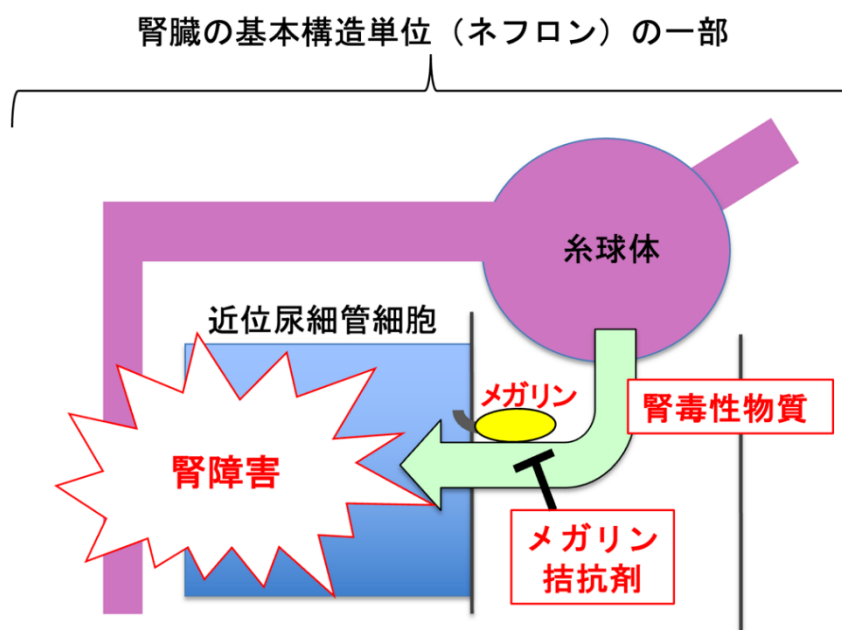 腎臓の基本構造単位（ネフロン）の一部
糸球体
近位尿細管細胞
メガリン
腎毒性物質
腎障害
メガリン
拮抗剤